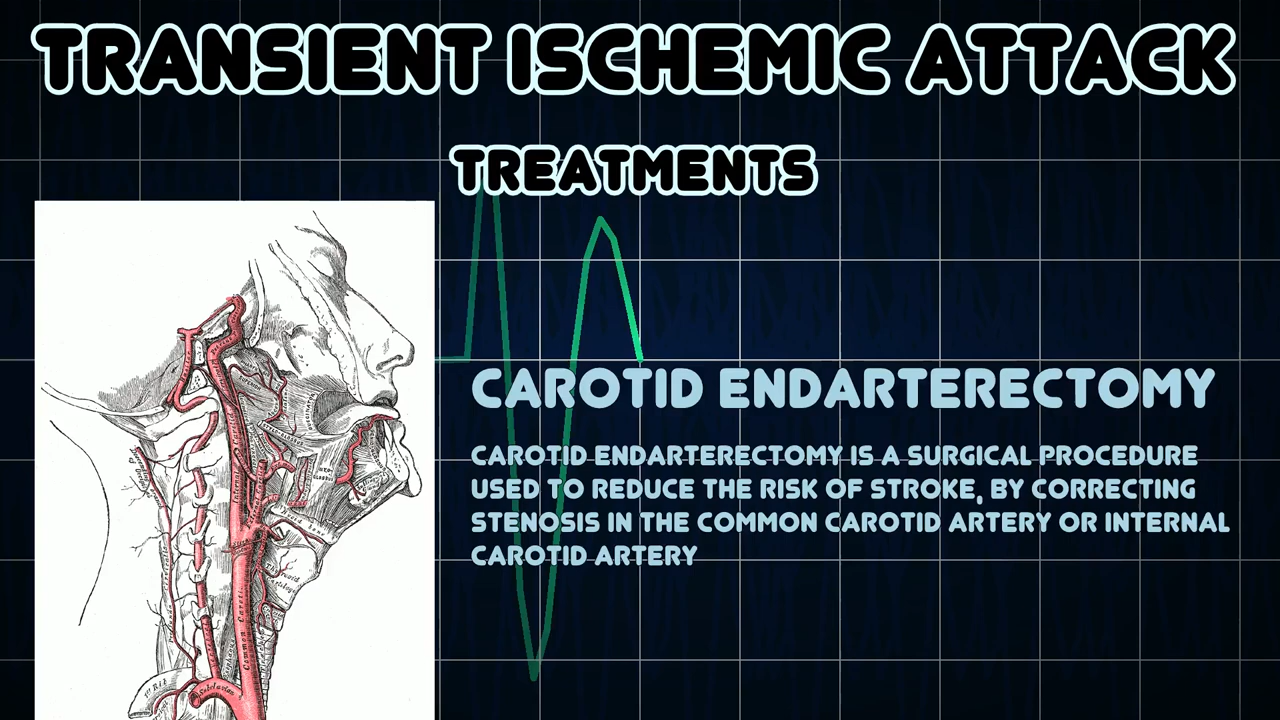 TRANSIENT ISCHEMIC ATTACK
TREATMENTS
CAROTID ENDARTERECTOMY
CAROTID ENDARTERECTOMY IS A SURGICAL PROCEDURE
USED TO REDUCE THE RISK OF STROKE, BY CORRECTING
STENOSIS IN THE COMMON CAROTID ARTERY OR INTERNAL
CAROTID ARTERY
Subclavian